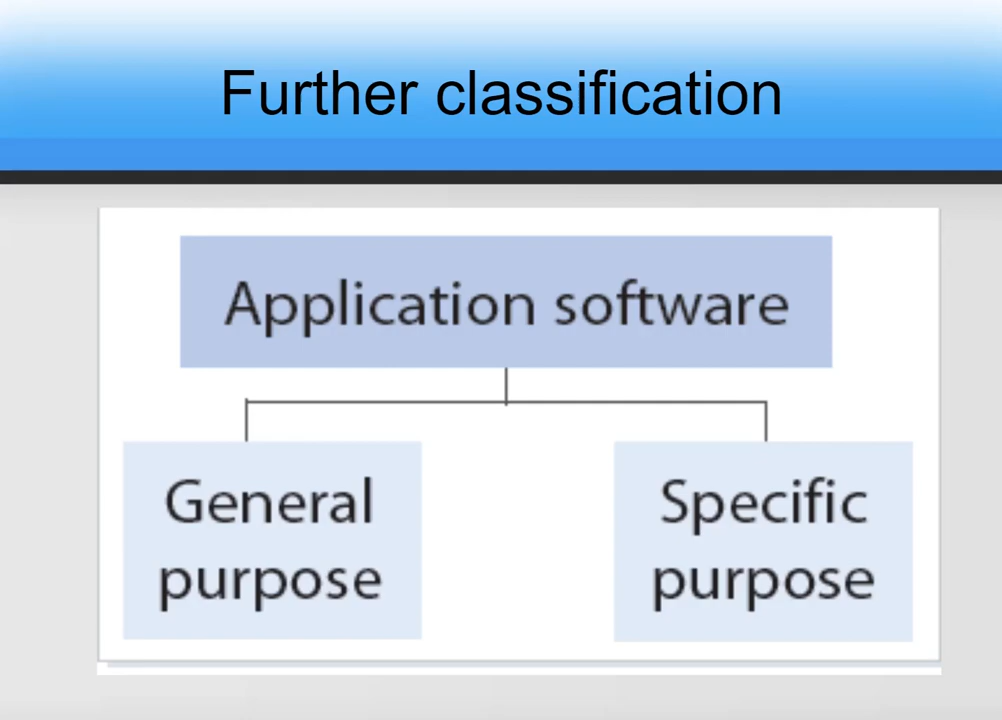 Further classification
Application software
General
purpose
Specific
purpose